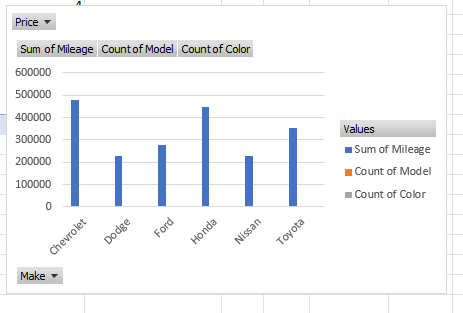 Price
Sum of Mileage Count of Model Count of Color
600000
500000
400000
300000
200000
100000
0
Chevrolet
Dodge
Ford
Honda
Nissan
Toyota
Values
Sum of Mileage
Count of Model
Count of Color
Make